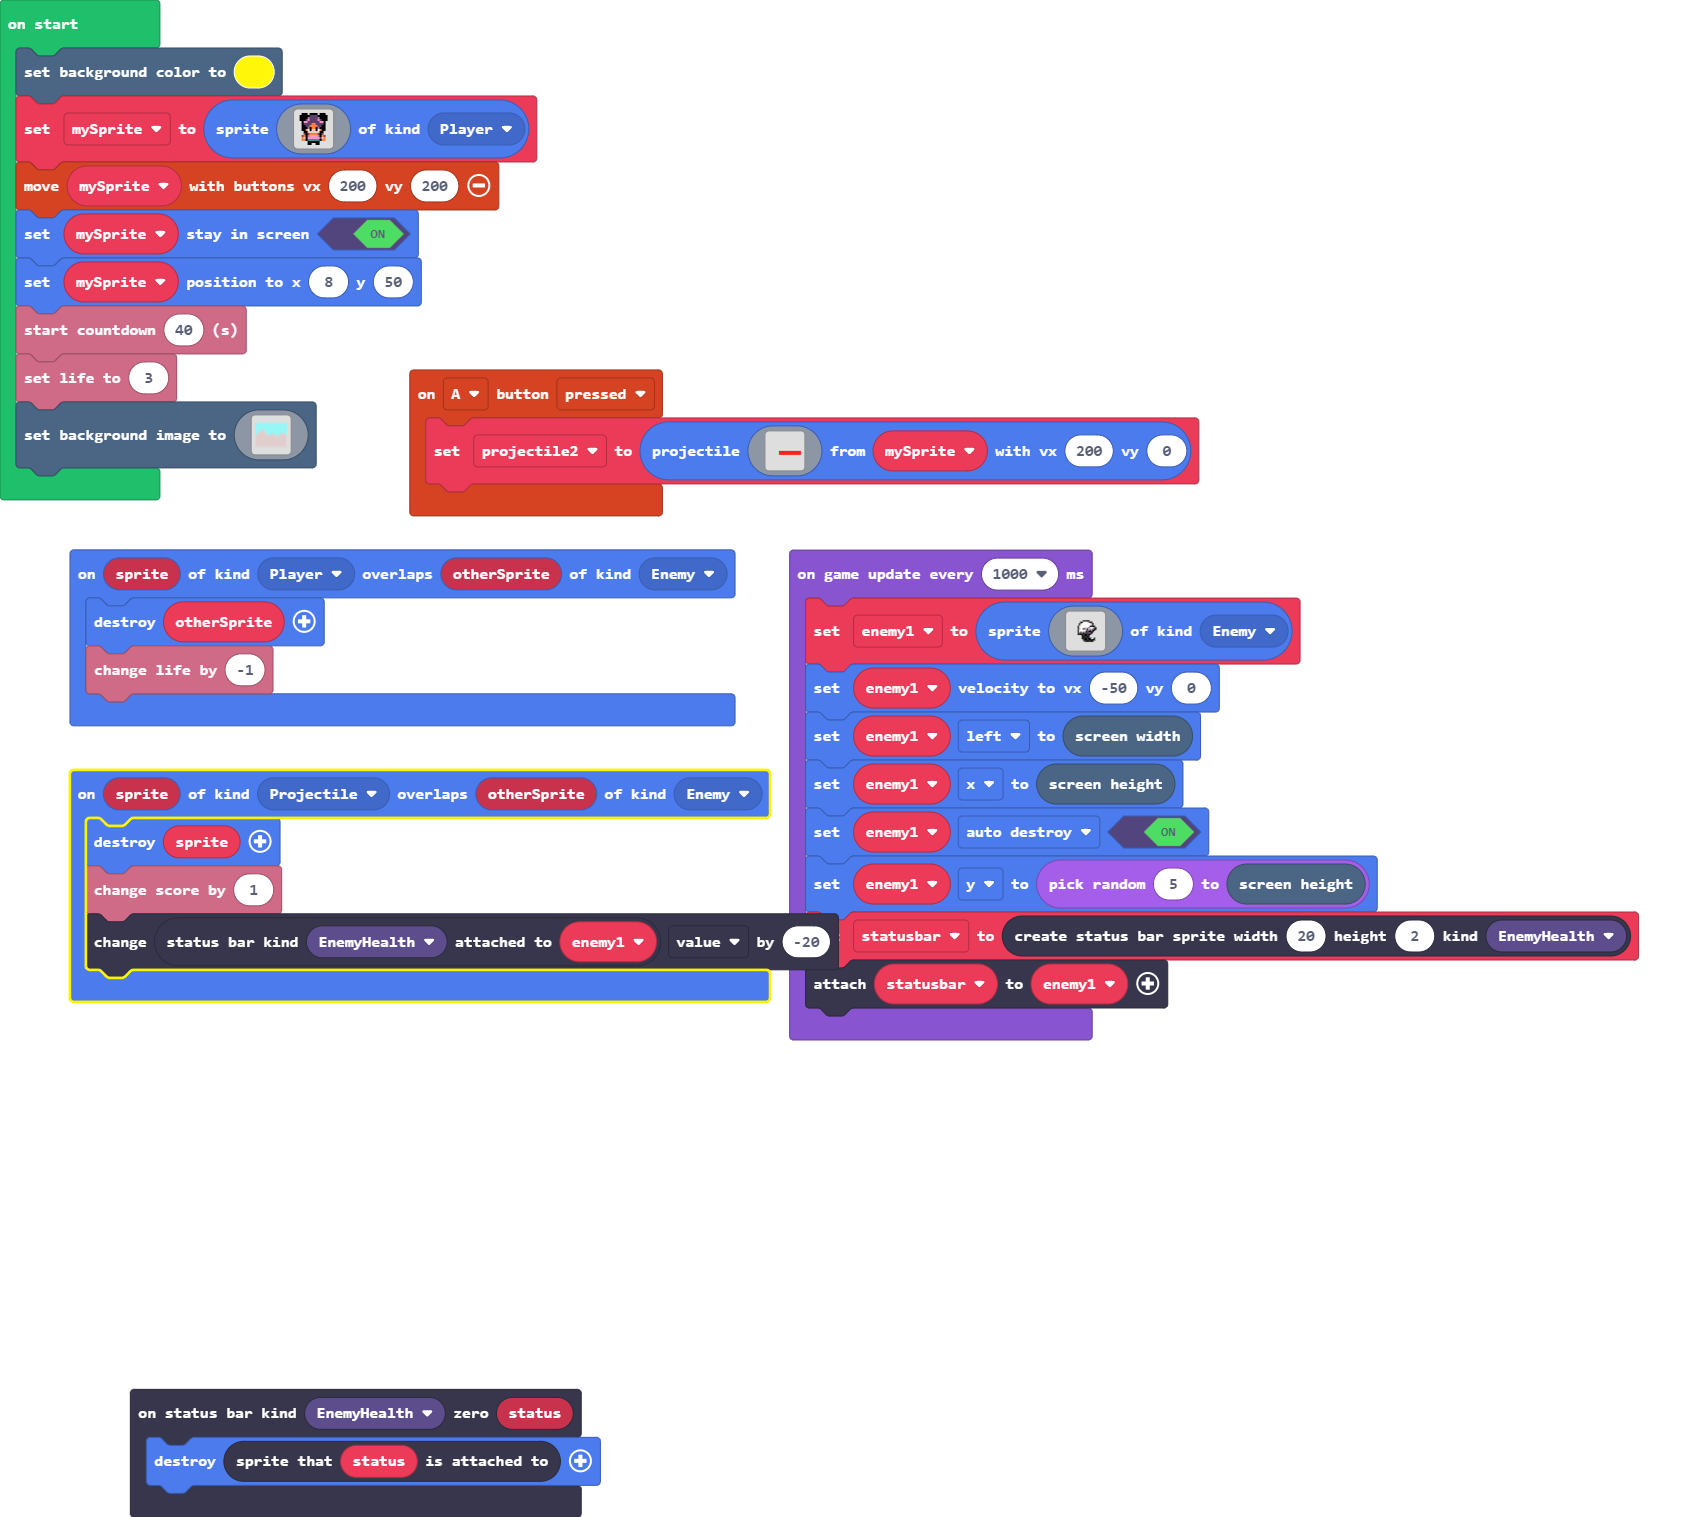 on start
set background color to
set mySprite to sprite of kind Player
move mySprite with buttons vx 200 vy 200
set mySprite stay in screen ON
set mySprite position to x 8 y 50
start countdown 40 (s)
set life to 3
set background image to
on A button pressed
set projectile2 to projectile from mySprite with vx 200 vy 0
on sprite of kind Player overlaps otherSprite of kind Enemy
destroy otherSprite
change life by -1
on sprite of kind Projectile overlaps otherSprite of kind Enemy
destroy sprite
change score by 1
change status bar kind EnemyHealth attached to enemy1 value by -20
on game update every 1000 ms
set enemy1 to sprite of kind Enemy
set enemy1 velocity to vx -50 vy 0
set enemy1 left to screen width
set enemy1 x to screen height
set enemy1 auto destroy ON
set enemy1 y to pick random 5 to screen height
statusbar to create status bar sprite width 20 height 2 kind EnemyHealth
attach statusbar to enemy1
on status bar kind EnemyHealth zero status
destroy sprite that status is attached to